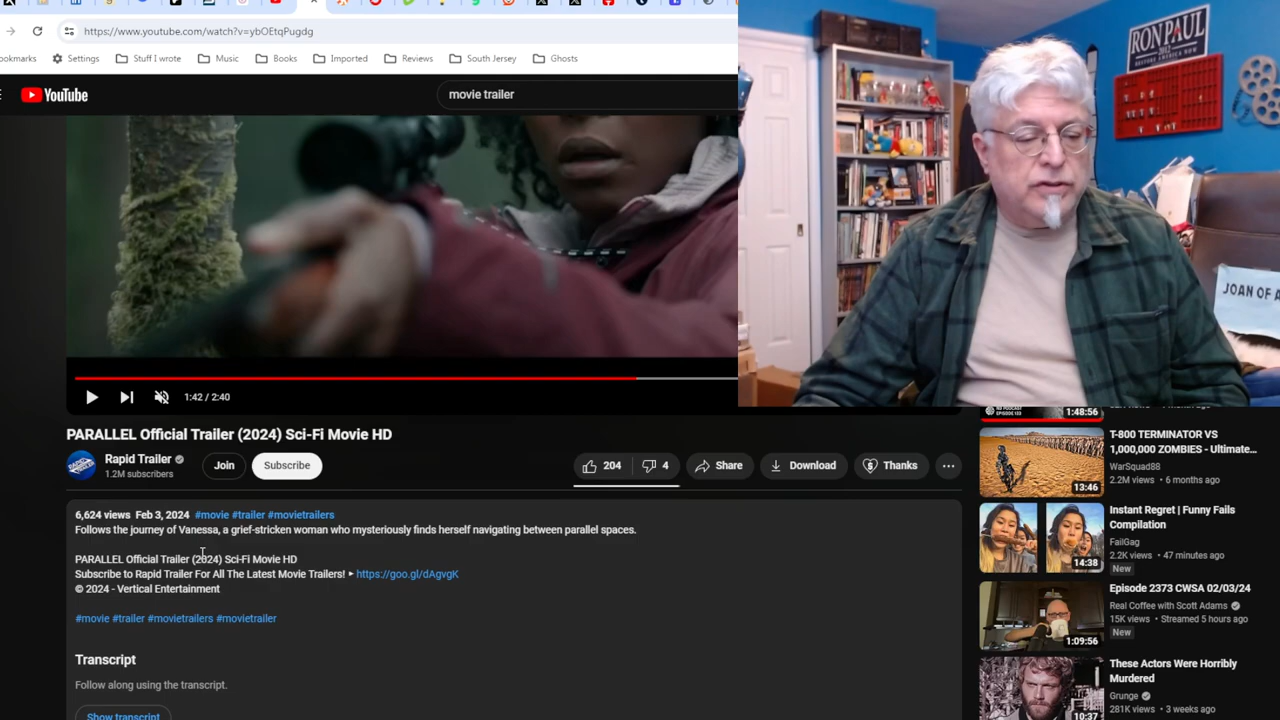 https://www.youtube.com/watch?v=ybOEtqPugdg
ookmarks Settings Stuff I wrote Music Books Imported Reviews South Jersey Ghosts
YouTube
movie trailer
RON PAUL
2012
JOAN OF A
1:42 / 2:40
PARALLEL Official Trailer (2024) Sci-Fi Movie HD
Rapid Trailer
1.2M subscribers
Join
Subscribe
204
4
Share
Download
Thanks
6,624 views Feb 3, 2024 #movie #trailer #movietrailers
Follows the journey of Vanessa, a grief-stricken woman who mysteriously finds herself navigating between parallel spaces.
PARALLEL Official Trailer (2024) Sci-Fi Movie HD
Subscribe to Rapid Trailer For All The Latest Movie Trailers! ▸ https://goo.gl/dAgvgK
© 2024 - Vertical Entertainment
#movie #trailer #movietrailers #movietrailer
Transcript
Follow along using the transcript.
Show transcript
1:48:56
T-800 TERMINATOR VS
1,000,000 ZOMBIES - Ultimate...
WarSquad88
2.2M views • 6 months ago
13:46
Instant Regret | Funny Fails
Compilation
FailGag
2.2K views • 47 minutes ago
New
14:38
Episode 2373 CWSA 02/03/24
Real Coffee with Scott Adams
15K views • Streamed 5 hours ago
New
1:09:56
These Actors Were Horribly
Murdered
Grunge
281K views • 3 weeks ago
10:37